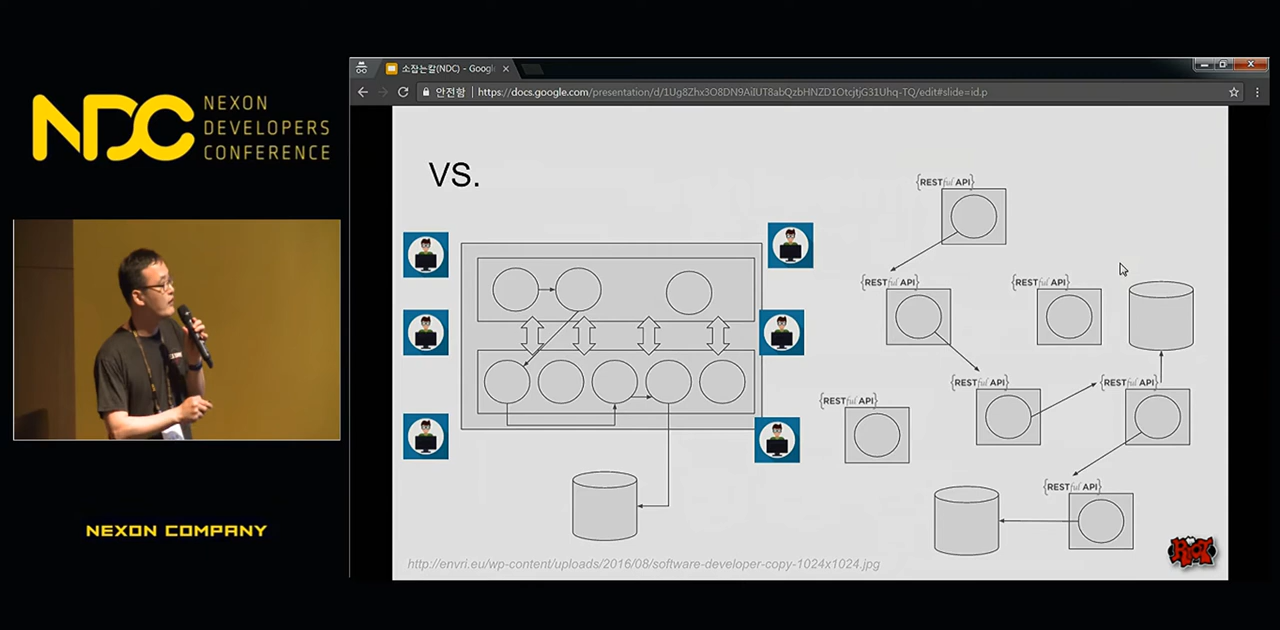 NDC
NEXON
DEVELOPERS
CONFERENCE
NEXON COMPANY
소잡는칼(NDC) - Googl
안전함
https://docs.google.com/presentation/d/1Ug8Zhx3O8DN9AilUT8abQzbHNZD1OtcjtjG31Uhq-TQ/edit#slide=id.p
VS.
{RESTful API}
{RESTful API}
{RESTful API}
{RESTful API}
{RESTful API}
{RESTful API}
{RESTful API}
http://envri.eu/wp-content/uploads/2016/08/software-developer-copy-1024x1024.jpg
RIOT